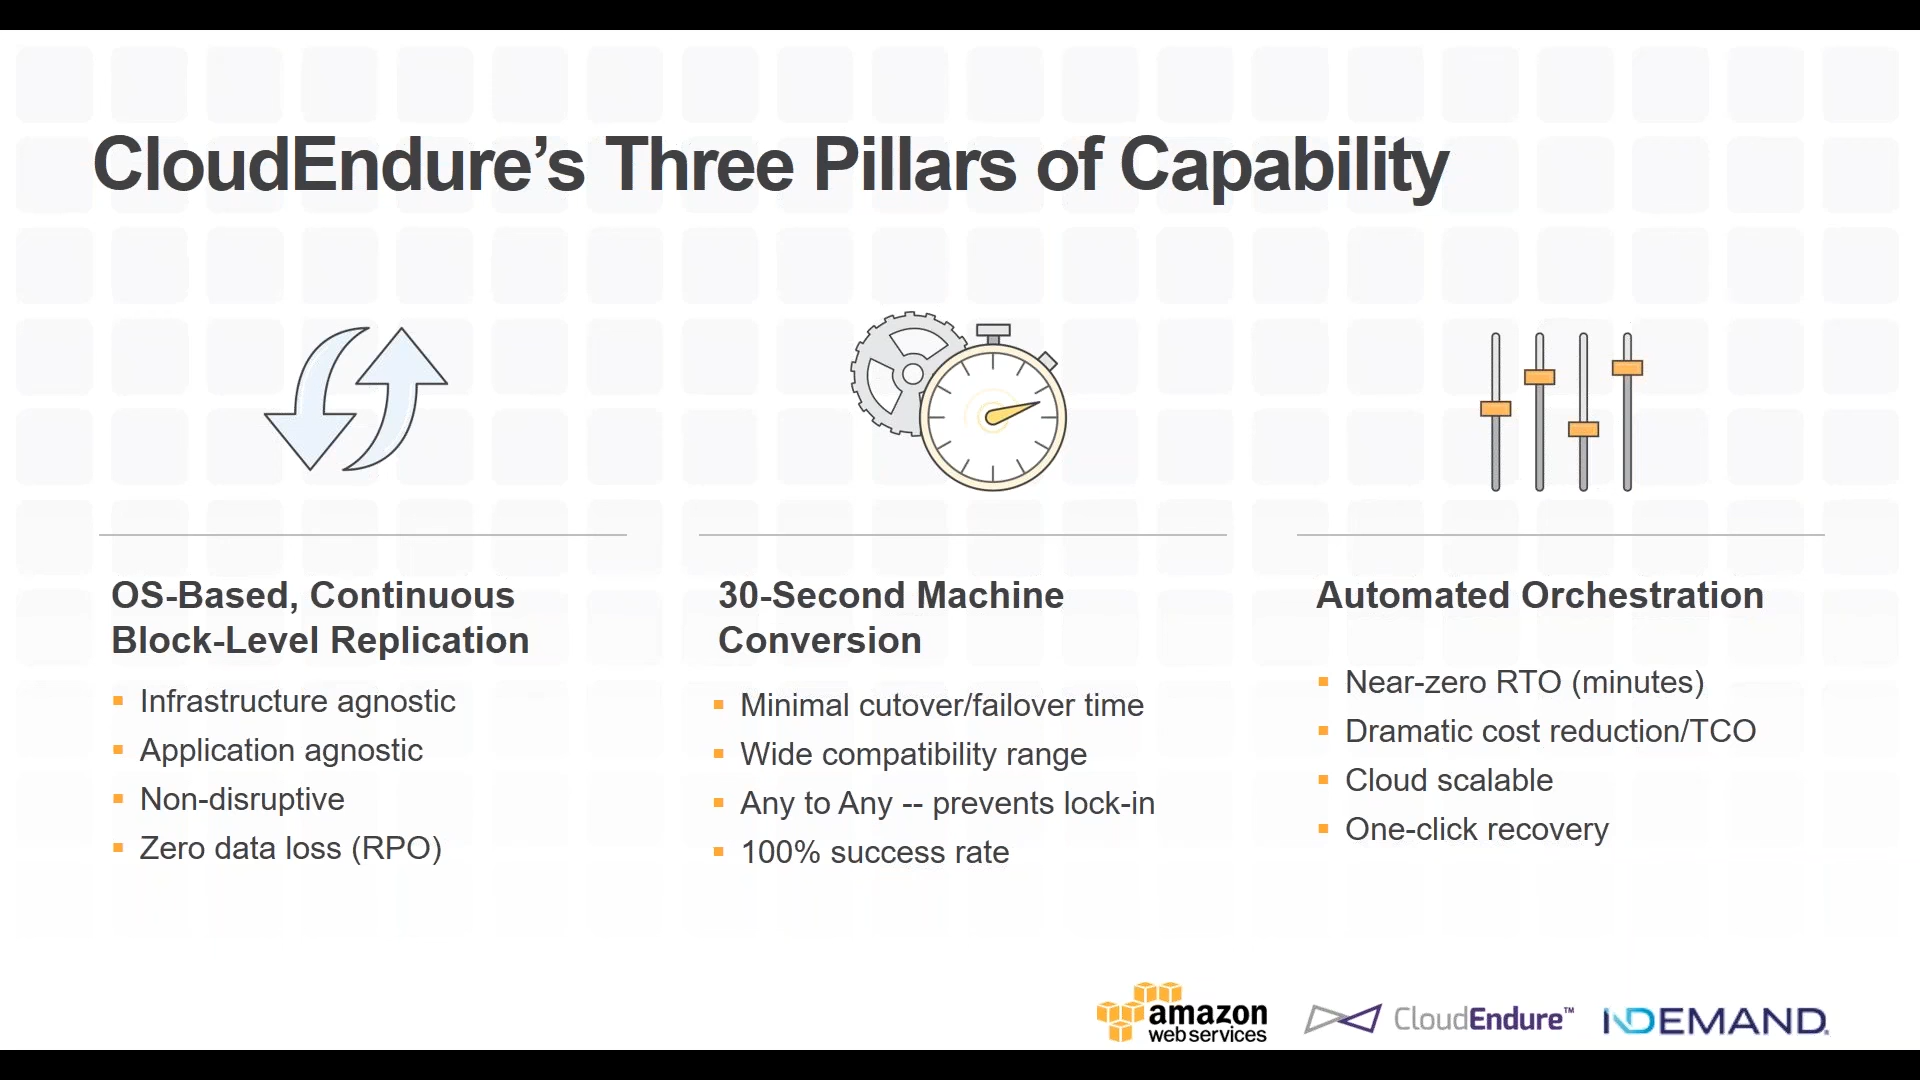 CloudEndure’s Three Pillars of Capability
OS-Based, Continuous
Block-Level Replication
▪ Infrastructure agnostic
▪ Application agnostic
▪ Non-disruptive
▪ Zero data loss (RPO)
30-Second Machine
Conversion
▪ Minimal cutover/failover time
▪ Wide compatibility range
▪ Any to Any -- prevents lock-in
▪ 100% success rate
Automated Orchestration
▪ Near-zero RTO (minutes)
▪ Dramatic cost reduction/TCO
▪ Cloud scalable
▪ One-click recovery
amazon
web services
CloudEndure™
INDEMAND®